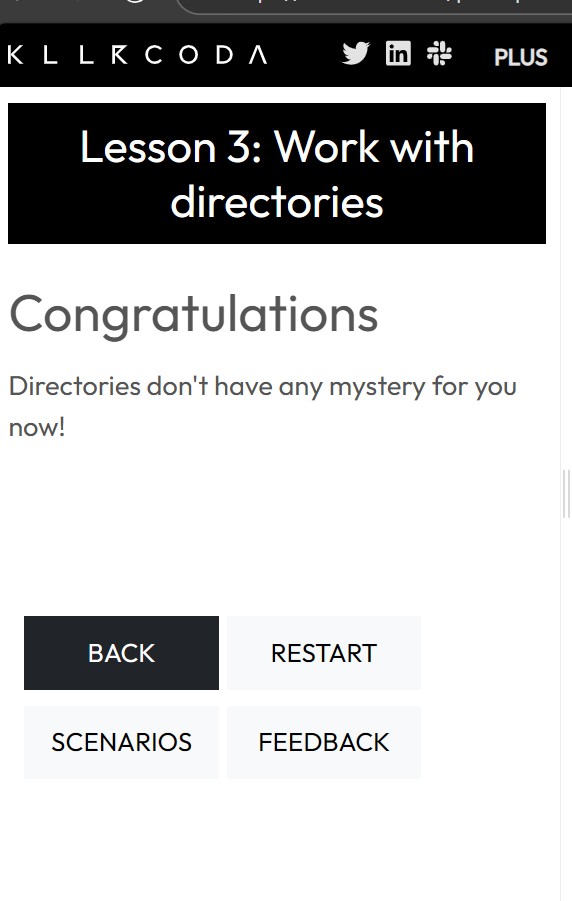 KILLERCODA
PLUS
Lesson 3: Work with
directories
Congratulations
Directories don't have any mystery for you
now!
BACK
RESTART
SCENARIOS
FEEDBACK